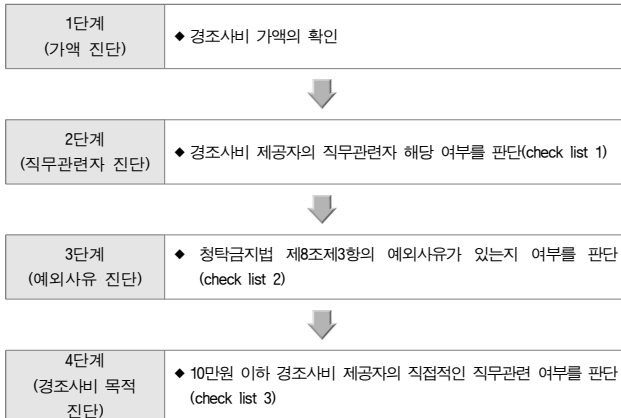 1단계
(가액 진단)
◆ 경조사비 가액의 확인
2단계
(직무관련자 진단)
◆ 경조사비 제공자의 직무관련자 해당 여부를 판단(check list 1)
3단계
(예외사유 진단)
◆ 청탁금지법 제8조제3항의 예외사유가 있는지 여부를 판단
(check list 2)
4단계
(경조사비 목적
진단)
◆ 10만원 이하 경조사비 제공자의 직접적인 직무관련 여부를 판단
(check list 3)